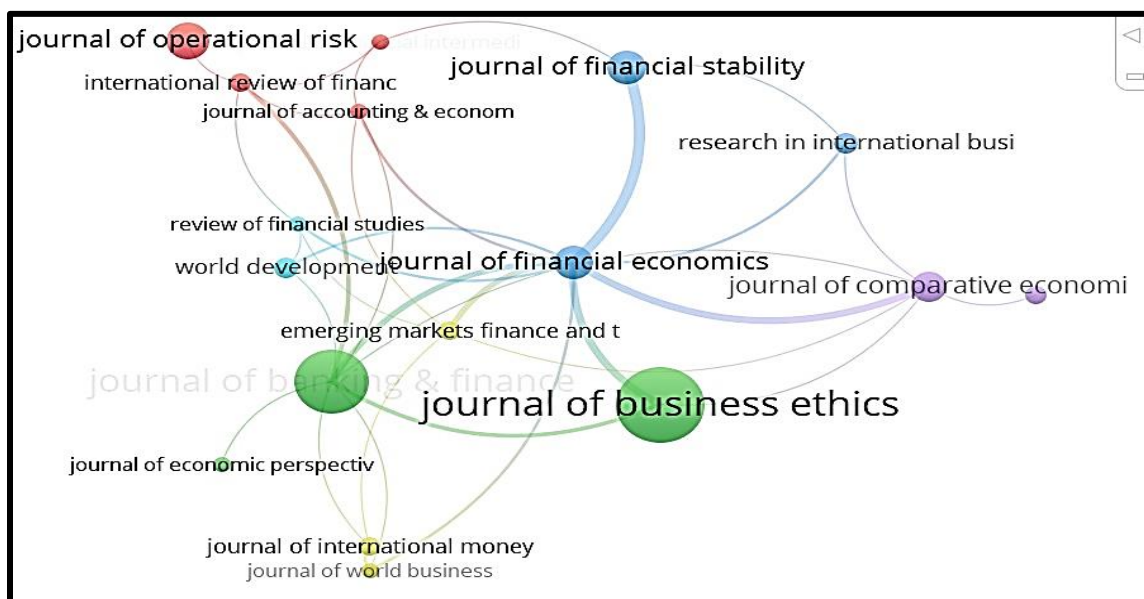 journal of operational risk
intermedi
international review of financ
journal of accounting & econom
journal of financial stability
research in international busi
review of financial studies
world development
journal of financial economics
journal of comparative economi
emerging markets finance and t
journal of banking & finance
journal of business ethics
journal of economic perspectiv
journal of international money
journal of world business